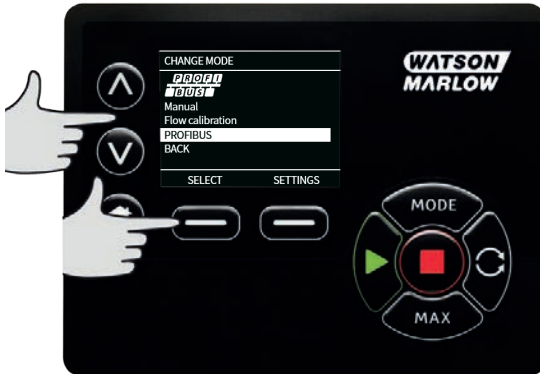 CHANGE MODE
PROFI
BUS
Manual
Flow calibration
PROFIBUS
BACK
SELECT SETTINGS
WATSON
MARLOW
MODE
MAX